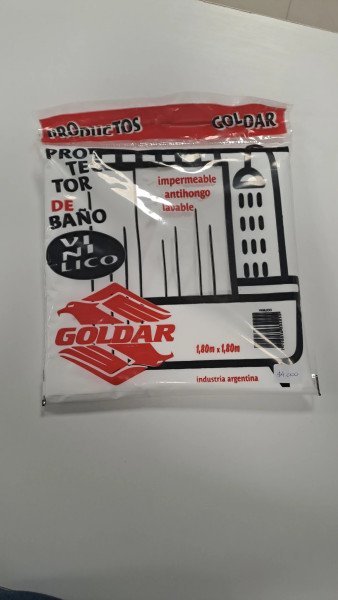 PRODUCTOS GOLDAR
PRO
TEC
TOR
DE
BAÑO
VI
NI
LICO
impermeable
antihongo
lavable
GOLDAR
1,80m x 1,80m
industria argentina